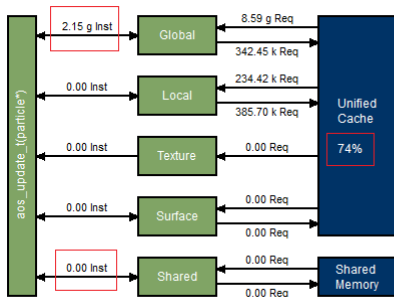 aos_update_t(particle*)
2.15 g Inst
Global
8.59 g Req
342.45 k Req
0.00 Inst
Local
234.42 k Req
385.70 k Req
Unified
Cache
74%
0.00 Inst
Texture
0.00 Req
0.00 Inst
Surface
0.00 Req
0.00 Req
0.00 Inst
Shared
0.00 Req
0.00 Req
Shared
Memory